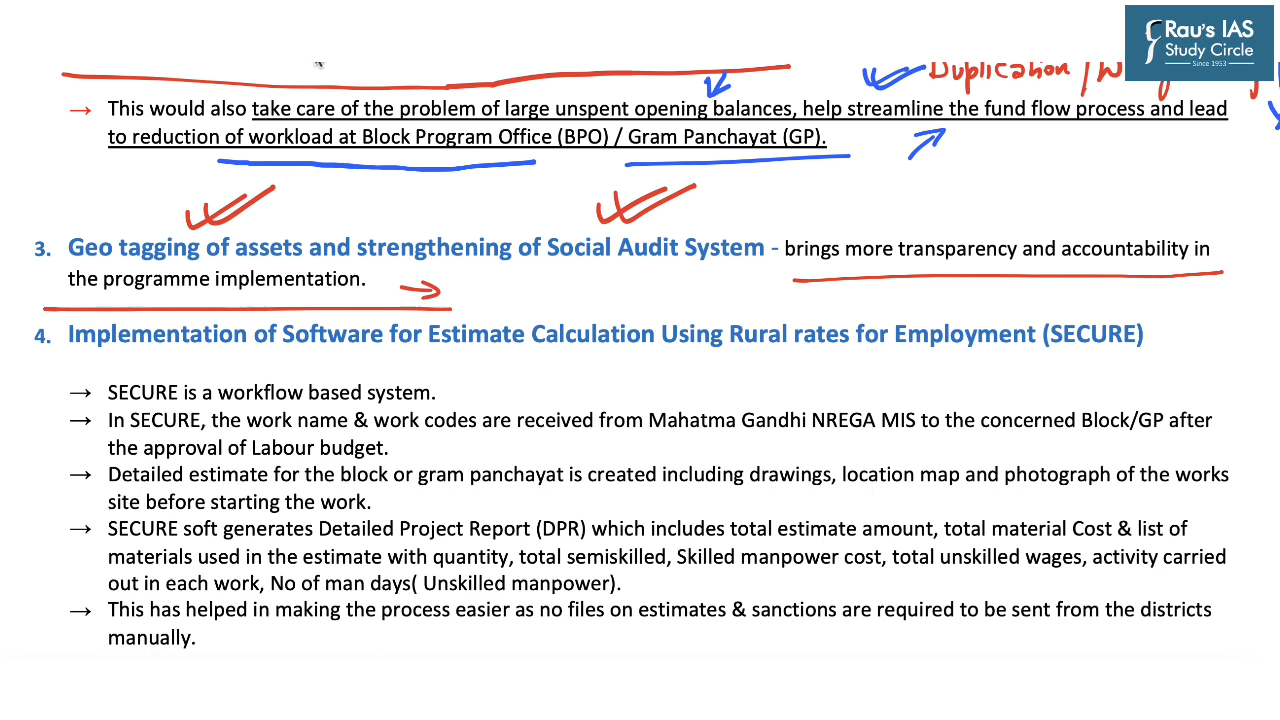 Rau's IAS
Study Circle
Since 1953
Duplication /
→ This would also take care of the problem of large unspent opening balances, help streamline the fund flow process and lead
to reduction of workload at Block Program Office (BPO) / Gram Panchayat (GP).
3. Geo tagging of assets and strengthening of Social Audit System - brings more transparency and accountability in
the programme implementation.
4. Implementation of Software for Estimate Calculation Using Rural rates for Employment (SECURE)
→ SECURE is a workflow based system.
→ In SECURE, the work name & work codes are received from Mahatma Gandhi NREGA MIS to the concerned Block/GP after
the approval of Labour budget.
→ Detailed estimate for the block or gram panchayat is created including drawings, location map and photograph of the works
site before starting the work.
→ SECURE soft generates Detailed Project Report (DPR) which includes total estimate amount, total material Cost & list of
materials used in the estimate with quantity, total semiskilled, Skilled manpower cost, total unskilled wages, activity carried
out in each work, No of man days( Unskilled manpower).
→ This has helped in making the process easier as no files on estimates & sanctions are required to be sent from the districts
manually.